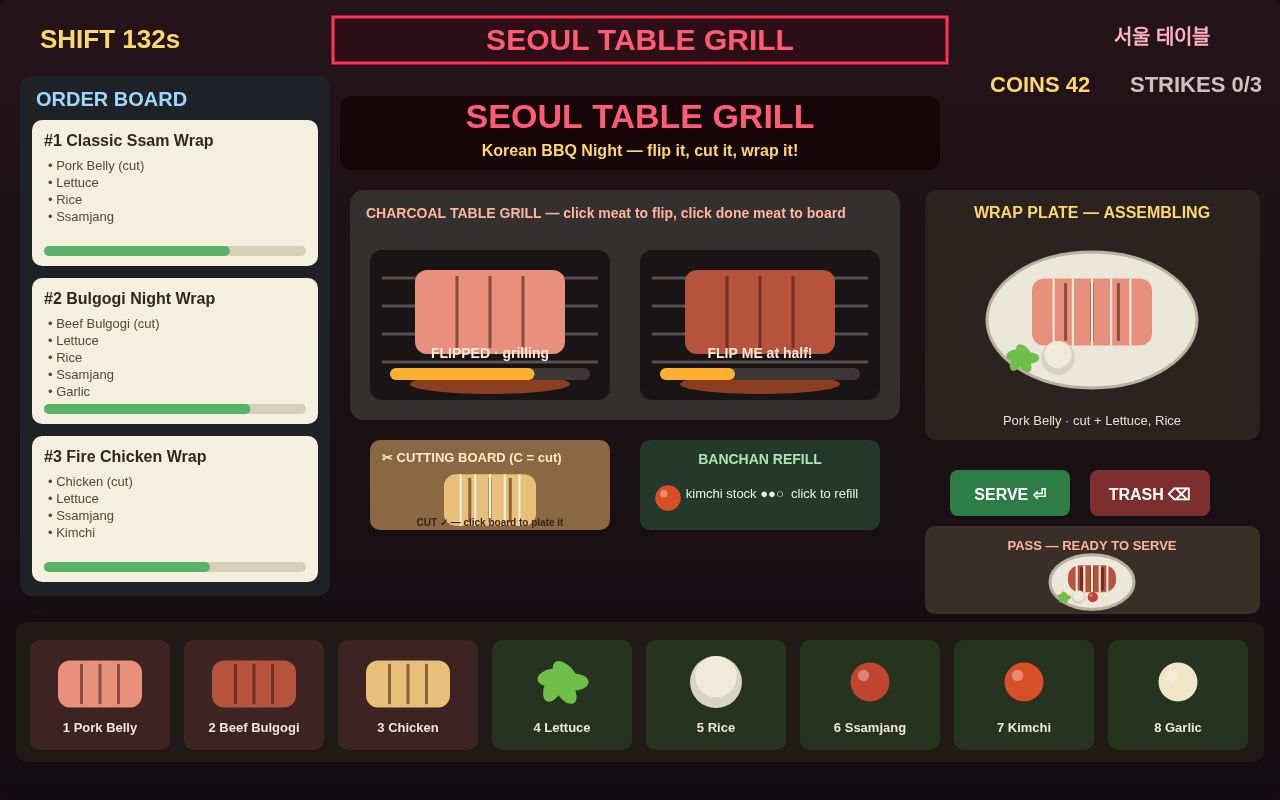 SHIFT 132s
SEOUL TABLE GRILL
서울 테이블
COINS 42
STRIKES 0/3
ORDER BOARD
#1 Classic Ssam Wrap
• Pork Belly (cut)
• Lettuce
• Rice
• Ssamjang
#2 Bulgogi Night Wrap
• Beef Bulgogi (cut)
• Lettuce
• Rice
• Ssamjang
• Garlic
#3 Fire Chicken Wrap
• Chicken (cut)
• Lettuce
• Ssamjang
• Kimchi
SEOUL TABLE GRILL
Korean BBQ Night — flip it, cut it, wrap it!
CHARCOAL TABLE GRILL — click meat to flip, click done meat to board
FLIPPED · grilling
FLIP ME at half!
✂ CUTTING BOARD (C = cut)
CUT ✓ — click board to plate it
BANCHAN REFILL
kimchi stock ●●○ click to refill
WRAP PLATE — ASSEMBLING
Pork Belly · cut + Lettuce, Rice
SERVE ⏎
TRASH ⌫
PASS — READY TO SERVE
1 Pork Belly
2 Beef Bulgogi
3 Chicken
4 Lettuce
5 Rice
6 Ssamjang
7 Kimchi
8 Garlic